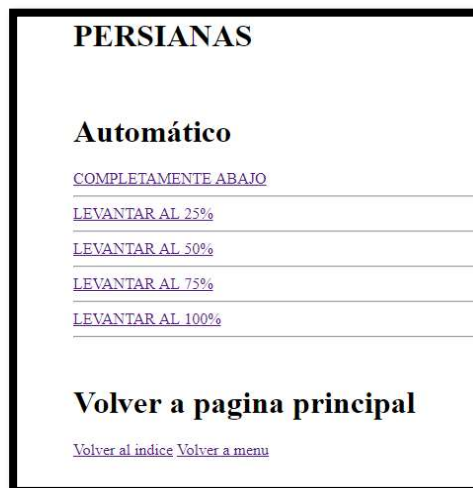 PERSIANAS
Automático
COMPLETAMENTE ABAJO
LEVANTAR AL 25%
LEVANTAR AL 50%
LEVANTAR AL 75%
LEVANTAR AL 100%
Volver a pagina principal
Volver al indice Volver a menu